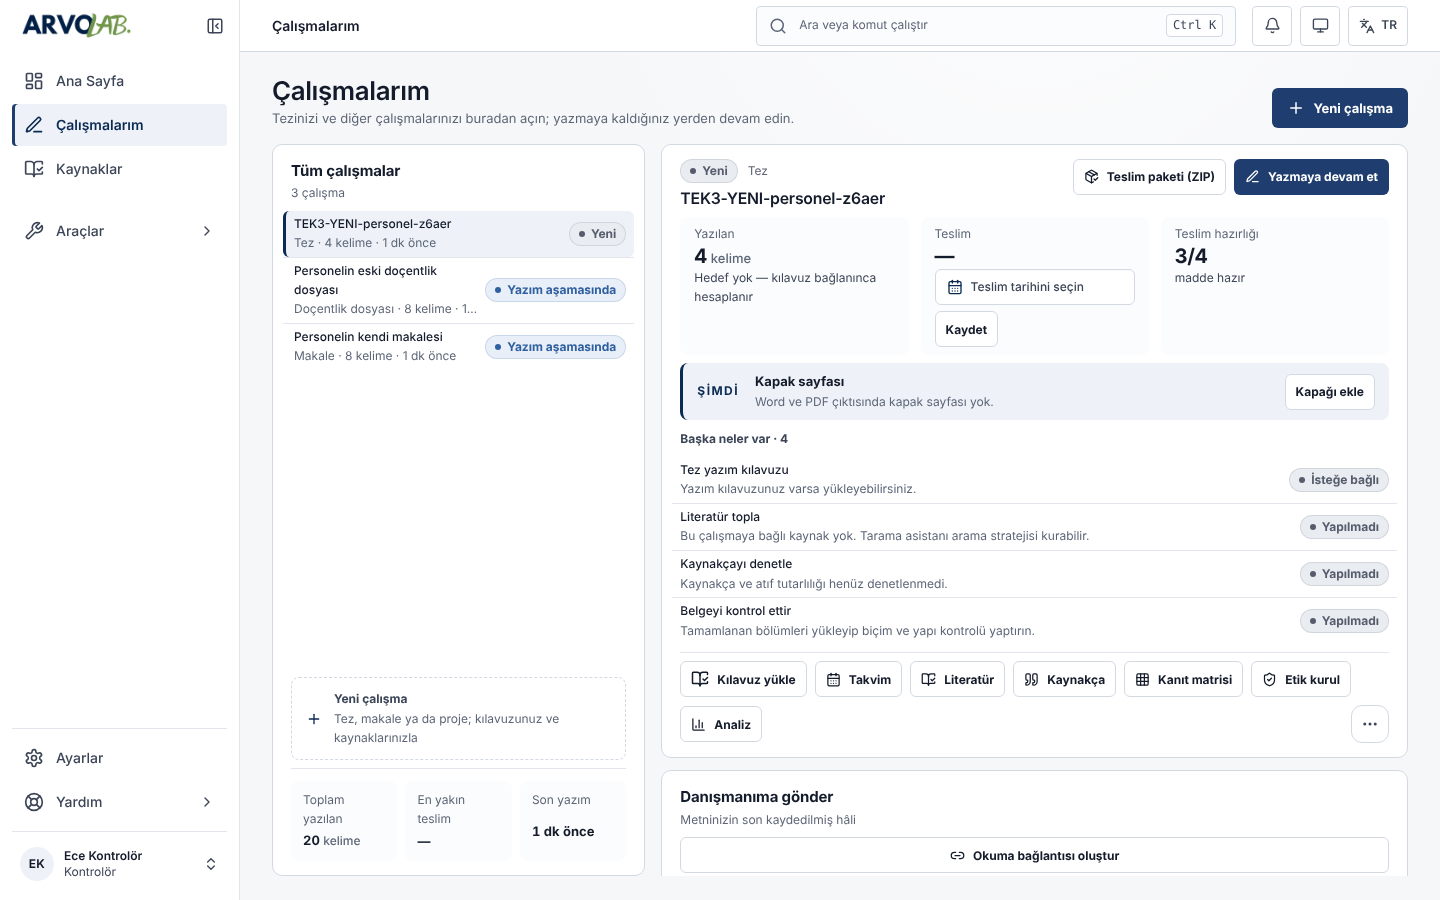 ARVOLAB.
Ana Sayfa
Çalışmalarım
Kaynaklar
Araçlar
Ayarlar
Yardım
EK
Ece Kontrolör
Kontrolör
Çalışmalarım
Ara veya komut çalıştır
Ctrl K
TR
Çalışmalarım
Tezinizi ve diğer çalışmalarınızı buradan açın; yazmaya kaldığınız yerden devam edin.
Yeni çalışma
Tüm çalışmalar
3 çalışma
TEK3-YENI-personel-z6aer
Tez · 4 kelime · 1 dk önce
Yeni
Personelin eski doçentlik
dosyası
Doçentlik dosyası · 8 kelime · 1...
Yazım aşamasında
Personelin kendi makalesi
Makale · 8 kelime · 1 dk önce
Yazım aşamasında
Yeni çalışma
Tez, makale ya da proje; kılavuzunuz ve
kaynaklarınızla
Toplam
yazılan
20 kelime
En yakın
teslim
—
Son yazım
1 dk önce
Yeni
Tez
TEK3-YENI-personel-z6aer
Teslim paketi (ZIP)
Yazmaya devam et
Yazılan
4 kelime
Hedef yok — kılavuz bağlanınca
hesaplanır
Teslim
—
Teslim tarihini seçin
Kaydet
Teslim hazırlığı
3/4
madde hazır
ŞİMDİ
Kapak sayfası
Word ve PDF çıktısında kapak sayfası yok.
Kapağı ekle
Başka neler var · 4
Tez yazım kılavuzu
Yazım kılavuzunuz varsa yükleyebilirsiniz.
İsteğe bağlı
Literatür topla
Bu çalışmaya bağlı kaynak yok. Tarama asistanı arama stratejisi kurabilir.
Yapılmadı
Kaynakçayı denetle
Kaynakça ve atıf tutarlılığı henüz denetlenmedi.
Yapılmadı
Belgeyi kontrol ettir
Tamamlanan bölümleri yükleyip biçim ve yapı kontrolü yaptırın.
Yapılmadı
Kılavuz yükle
Takvim
Literatür
Kaynakça
Kanıt matrisi
Etik kurul
Analiz
Danışmanıma gönder
Metninizin son kaydedilmiş hâli
Okuma bağlantısı oluştur